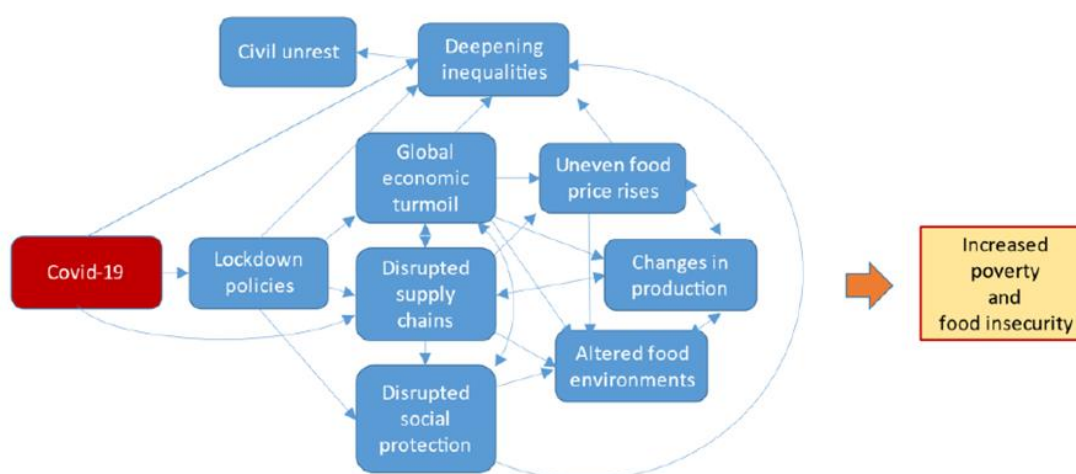 Civil unrest
Deepening
inequalities
Global
economic
turmoil
Uneven food
price rises
Covid-19
Lockdown
policies
Disrupted
supply
chains
Changes in
production
Increased
poverty
and
food insecurity
Altered food
environments
Disrupted
social
protection